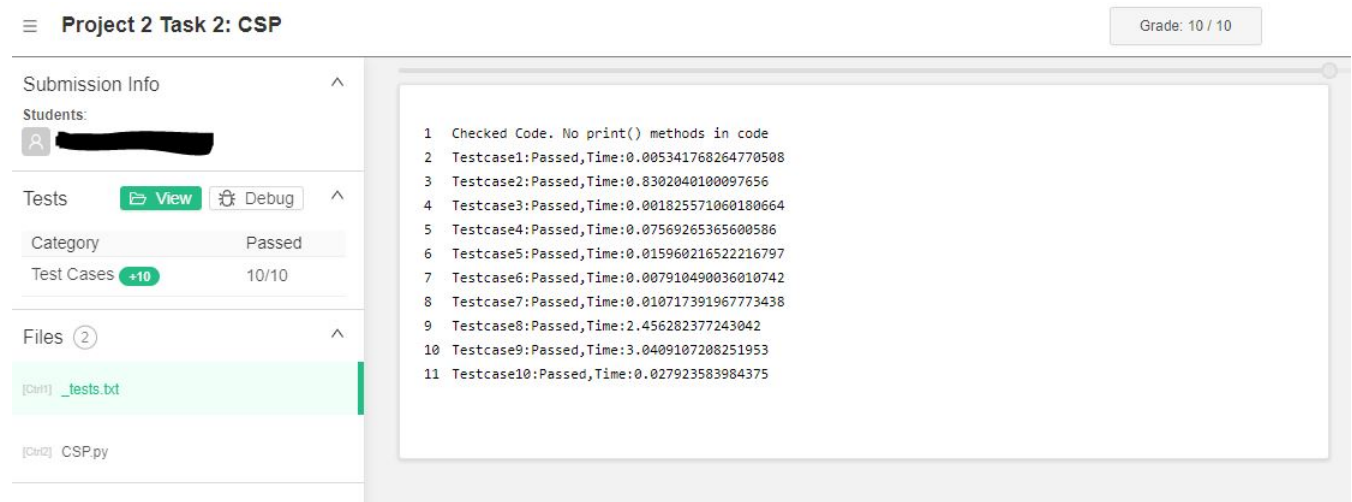 Project 2 Task 2: CSP
Grade: 10 / 10
Submission Info
Students:
Tests View Debug
Category Passed
Test Cases +10 10/10
Files 2
[Ctrl1] _tests.txt
[Ctrl2] CSP.py
1 Checked Code. No print() methods in code
2 Testcase1:Passed,Time:0.005341768264770508
3 Testcase2:Passed,Time:0.8302040100097656
4 Testcase3:Passed,Time:0.001825571060180664
5 Testcase4:Passed,Time:0.07569265365600586
6 Testcase5:Passed,Time:0.015960216522216797
7 Testcase6:Passed,Time:0.007910490036010742
8 Testcase7:Passed,Time:0.010717391967773438
9 Testcase8:Passed,Time:2.456282377243042
10 Testcase9:Passed,Time:3.0409107208251953
11 Testcase10:Passed,Time:0.027923583984375